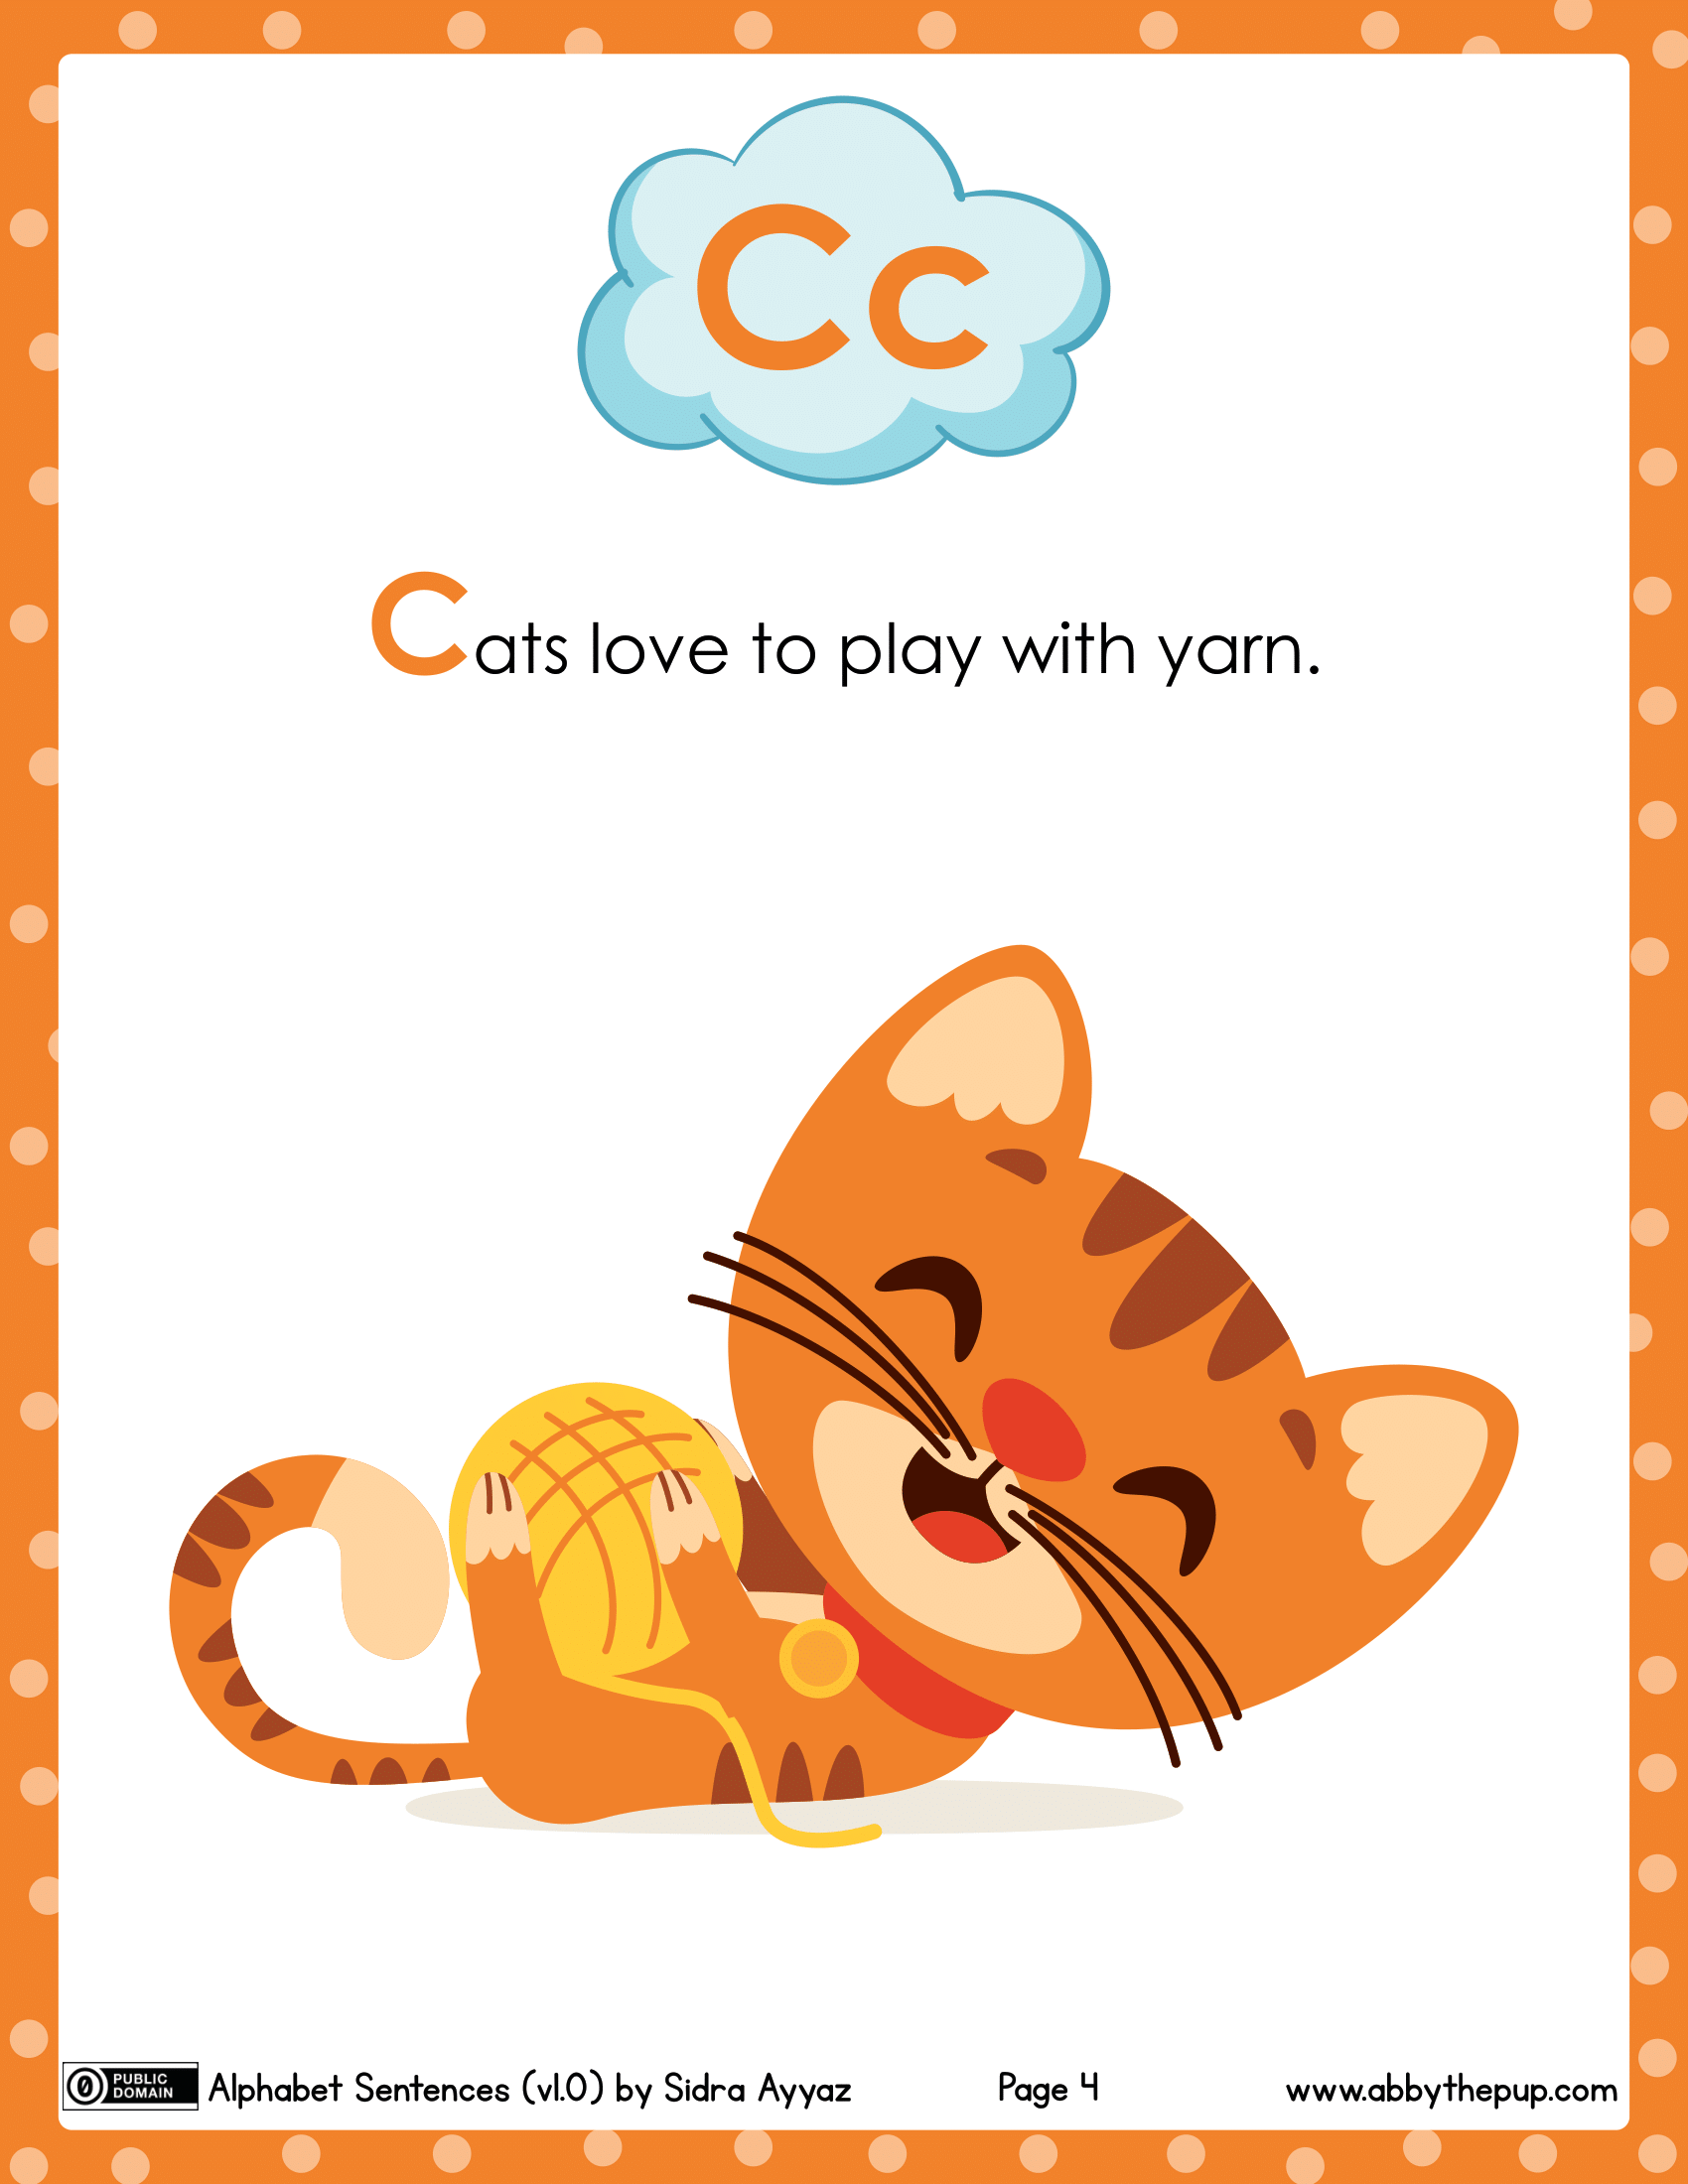 Cc
Cats love to play with yarn.
0 PUBLIC DOMAIN
Alphabet Sentences (v1.0) by Sidra Ayyaz Page 4 www.abbythepup.com